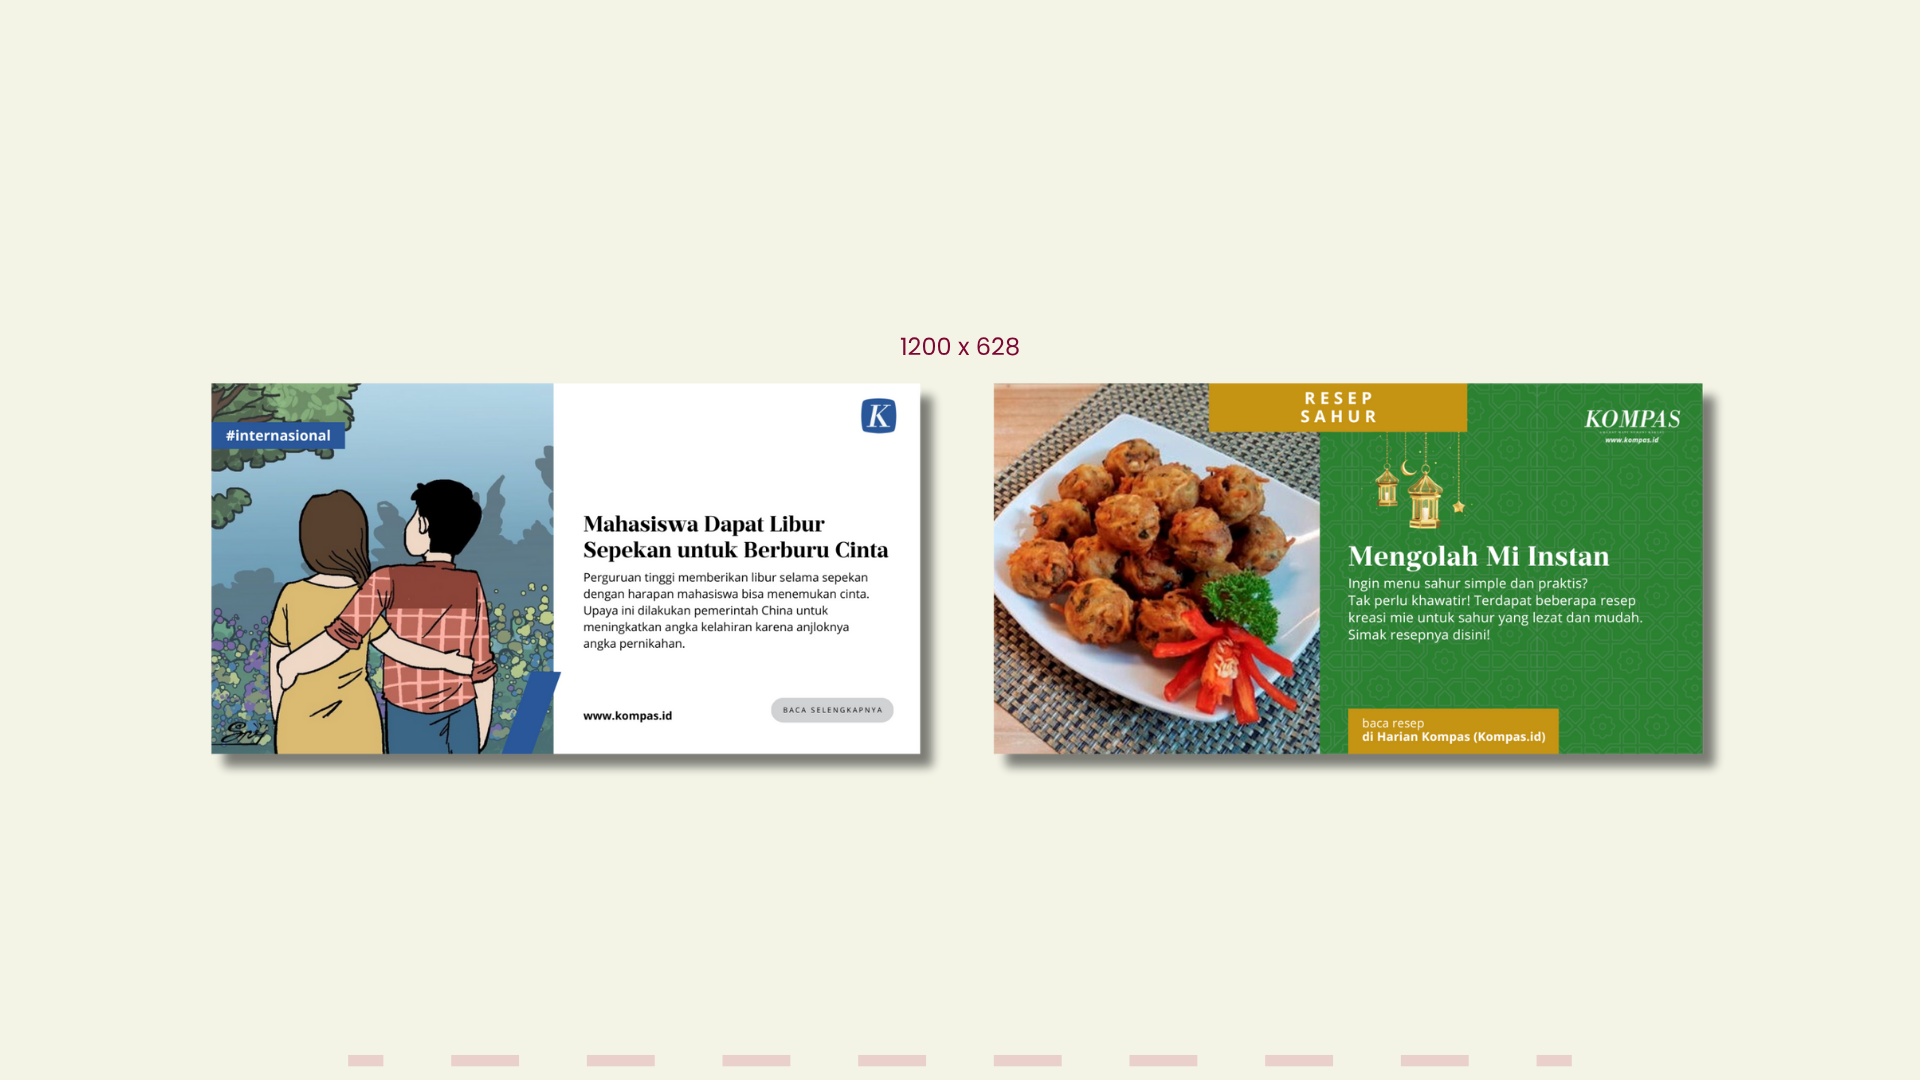 1200 x 628
#internasional
K
Mahasiswa Dapat Libur
Sepekan untuk Berburu Cinta
Perguruan tinggi memberikan libur selama sepekan
dengan harapan mahasiswa bisa menemukan cinta.
Upaya ini dilakukan pemerintah China untuk
meningkatkan angka kelahiran karena anjloknya
angka pernikahan.
www.kompas.id
BACA SELENGKAPNYA
RESEP
SAHUR
KOMPAS
www.kompas.id
Mengolah Mi Instan
Ingin menu sahur simple dan praktis?
Tak perlu khawatir! Terdapat beberapa resep
kreasi mie untuk sahur yang lezat dan mudah.
Simak resepnya disini!
baca resep
di Harian Kompas (Kompas.id)